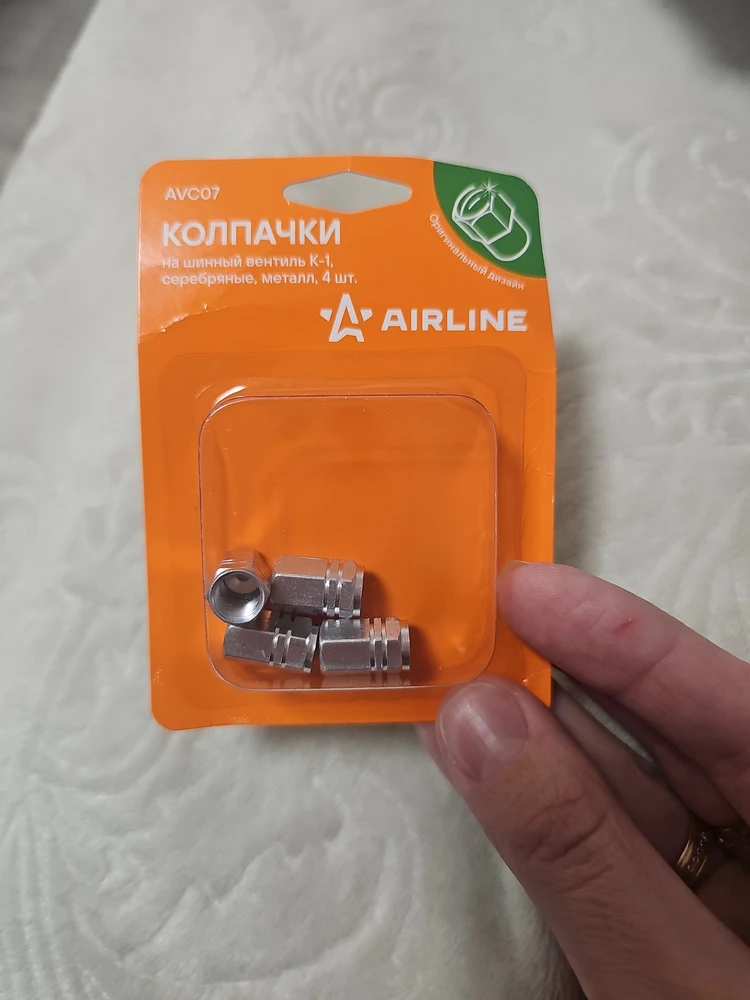 AVC07
КОЛПАЧКИ
на шинный вентиль К-1,
серебряные, металл, 4 шт.
Оригинальный дизайн
AIRLINE